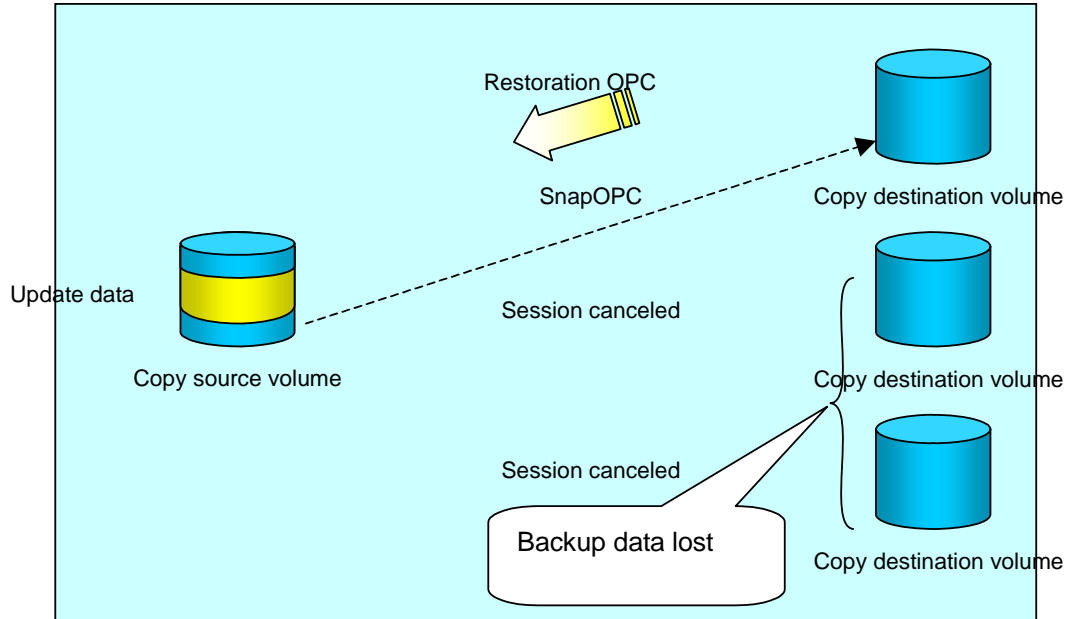 Restoration OPC
SnapOPC
Copy destination volume
Update data
Session canceled
Copy source volume
Copy destination volume
Session canceled
Backup data lost
Copy destination volume